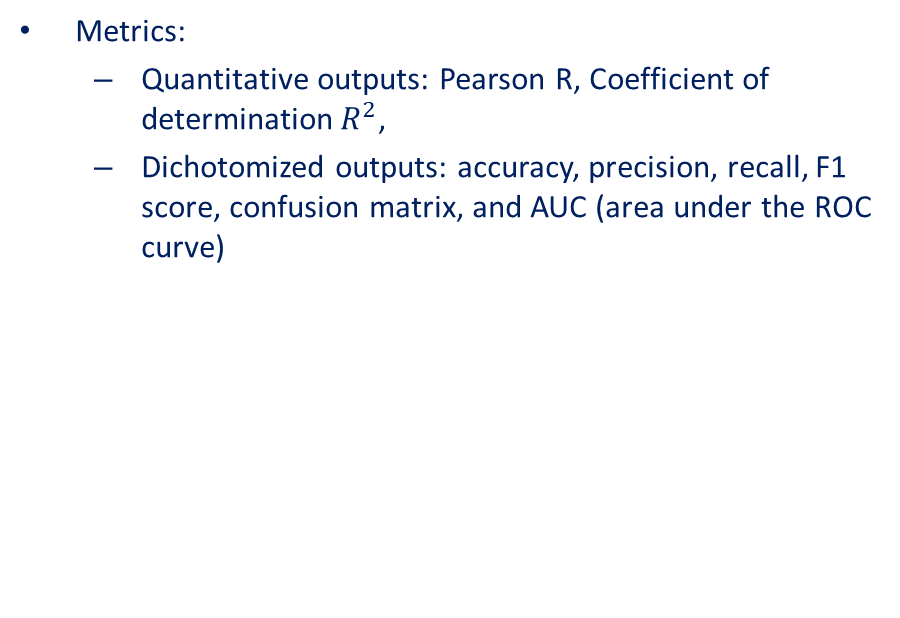 • Metrics:
– Quantitative outputs: Pearson R, Coefficient of
determination R²,
– Dichotomized outputs: accuracy, precision, recall, F1
score, confusion matrix, and AUC (area under the ROC
curve)